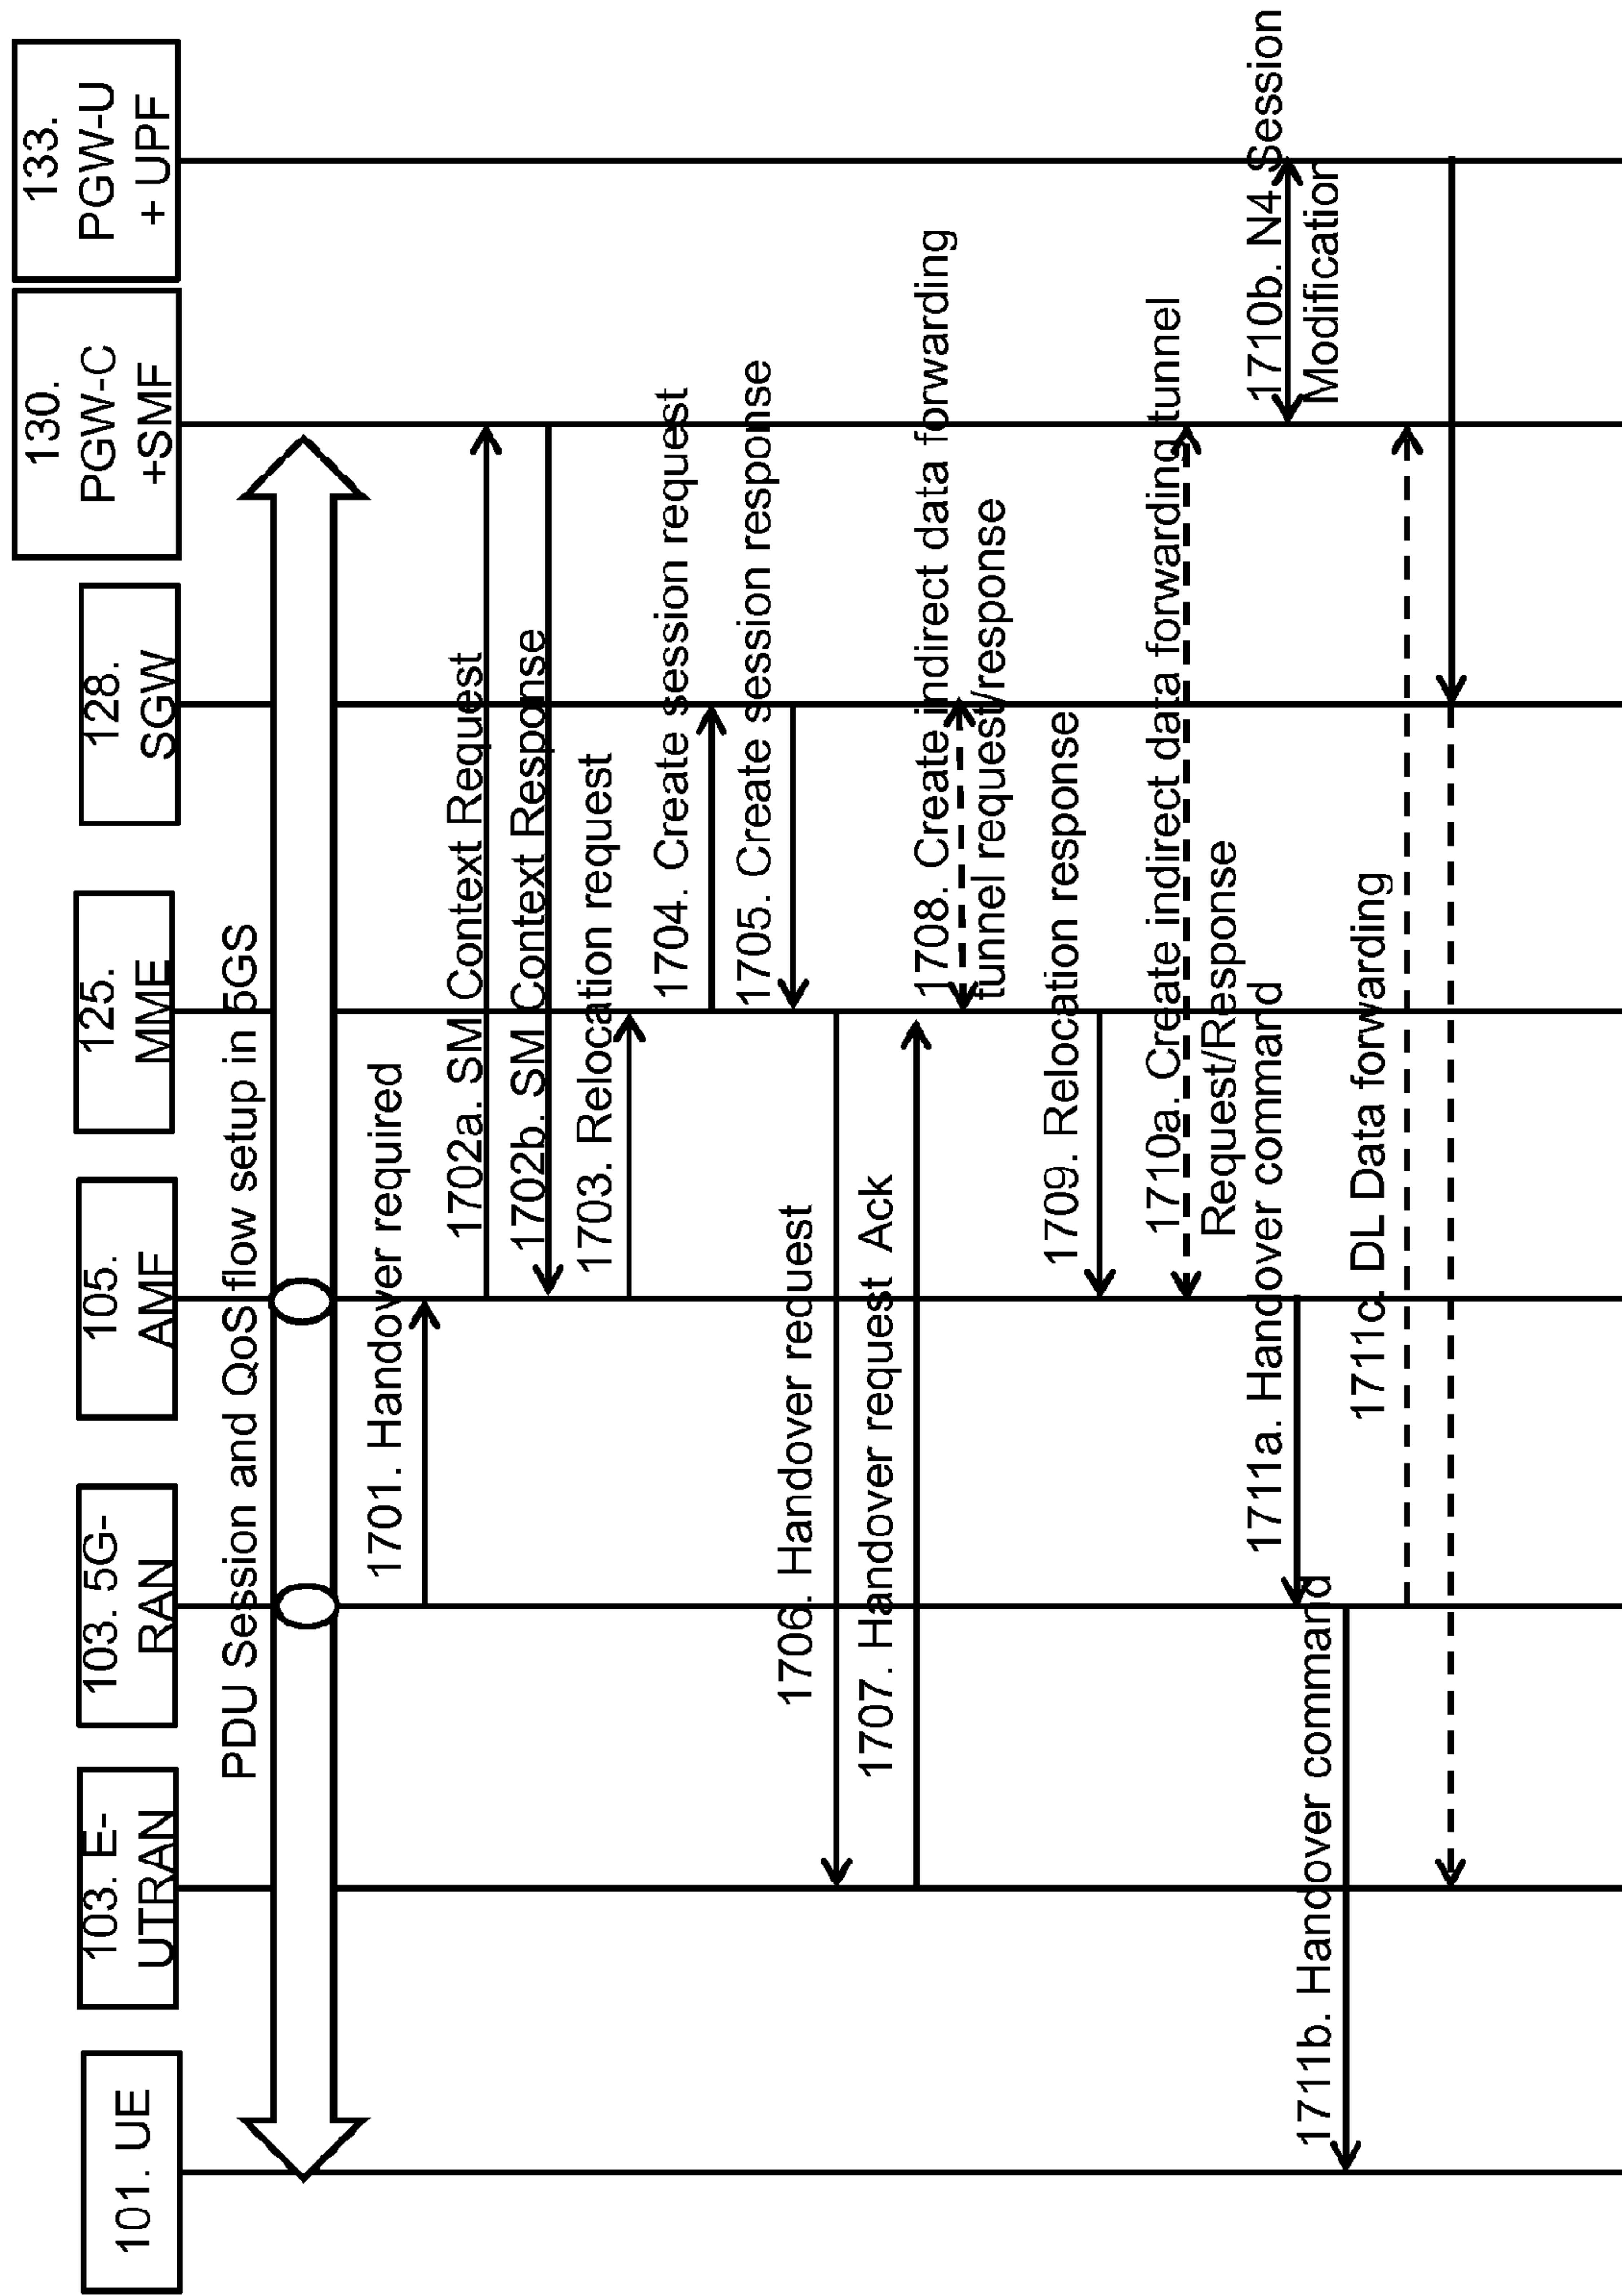 101. UE
103. E-
UTRAN
103. 5G-
RAN
105.
AMF
125.
MME
128.
SGW
130.
PGW-C
+SMF
133.
PGW-U
+ UPF
PDU Session and QoS flow setup in 5GS
1701. Handover required
1702a. SM Context Request
1702b. SM Context Response
1703. Relocation request
1704. Create session request
1705. Create session response
1706. Handover request
1707. Handover request Ack
1708. Create indirect data forwarding
tunnel request/response
1709. Relocation response
1710a. Create indirect data forwarding tunnel
Request/Response
1710b. N4 Session
Modification
1711a. Handover command
1711b. Handover command
1711c. DL Data forwarding